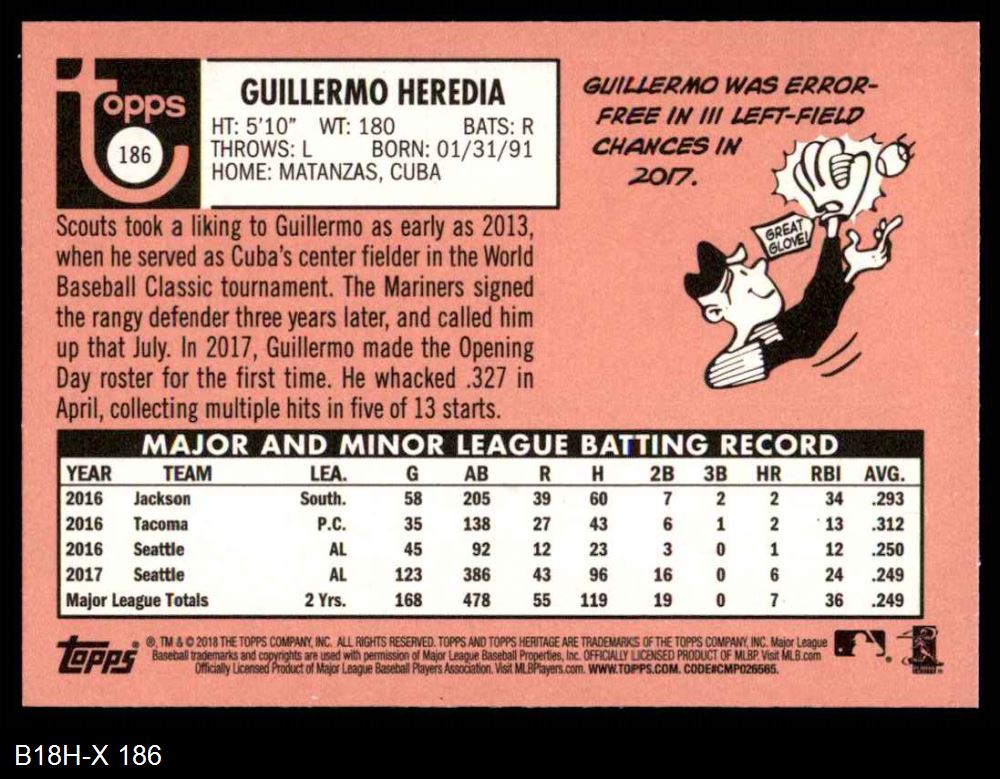 Topps
186
GUILLERMO HEREDIA
HT: 5'10" WT: 180 BATS: R
THROWS: L BORN: 01/31/91
HOME: MATANZAS, CUBA
GUILLERMO WAS ERROR-
FREE IN 111 LEFT-FIELD
CHANCES IN
2017.
GREAT
GLOVE!
Scouts took a liking to Guillermo as early as 2013,
when he served as Cuba's center fielder in the World
Baseball Classic tournament. The Mariners signed
the rangy defender three years later, and called him
up that July. In 2017, Guillermo made the Opening
Day roster for the first time. He whacked .327 in
April, collecting multiple hits in five of 13 starts.
MAJOR AND MINOR LEAGUE BATTING RECORD
YEAR TEAM LEA. G AB R H 2B 3B HR RBI AVG.
2016 Jackson South. 58 205 39 60 7 2 2 34 .293
2016 Tacoma P.C. 35 138 27 43 6 1 2 13 .312
2016 Seattle AL 45 92 12 23 3 0 1 12 .250
2017 Seattle AL 123 386 43 96 16 0 6 24 .249
Major League Totals 2 Yrs. 168 478 55 119 19 0 7 36 .249
Topps®
®, TM & © 2018 THE TOPPS COMPANY, INC. ALL RIGHTS RESERVED. TOPPS AND TOPPS HERITAGE ARE TRADEMARKS OF THE TOPPS COMPANY, INC. Major League
Baseball trademarks and copyrights are used with permission of Major League Baseball Properties, Inc. OFFICIALLY LICENSED PRODUCT OF MLBP. Visit MLB.com
Officially Licensed Product of Major League Baseball Players Association. Visit MLBPlayers.com. WWW.TOPPS.COM. CODE#CMP026565.
B18H-X 186